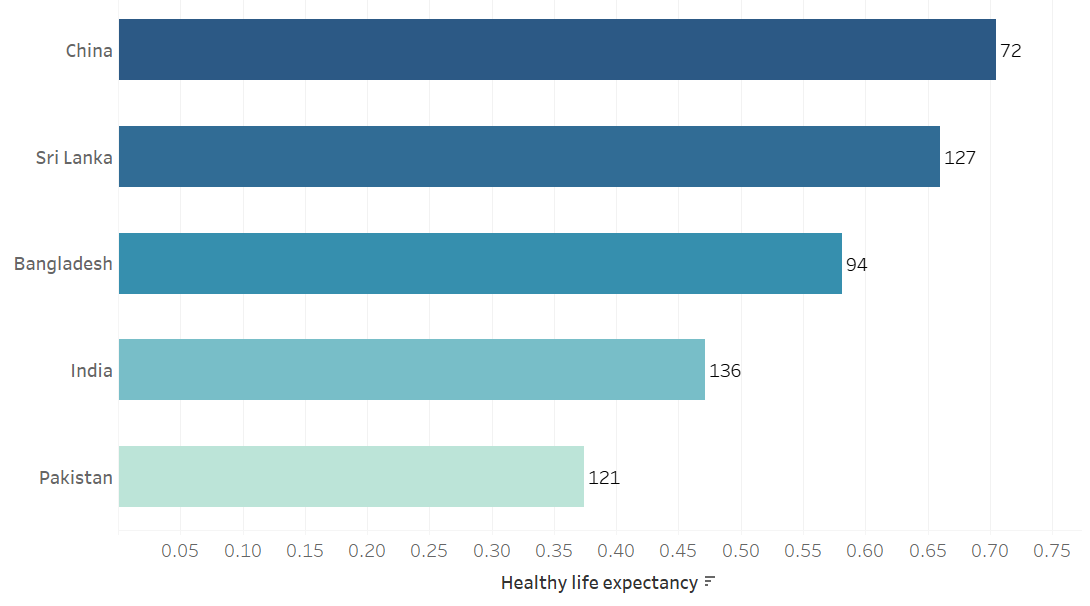 China 72
Sri Lanka 127
Bangladesh 94
India 136
Pakistan 121
0.05 0.10 0.15 0.20 0.25 0.30 0.35 0.40 0.45 0.50 0.55 0.60 0.65 0.70 0.75
Healthy life expectancy